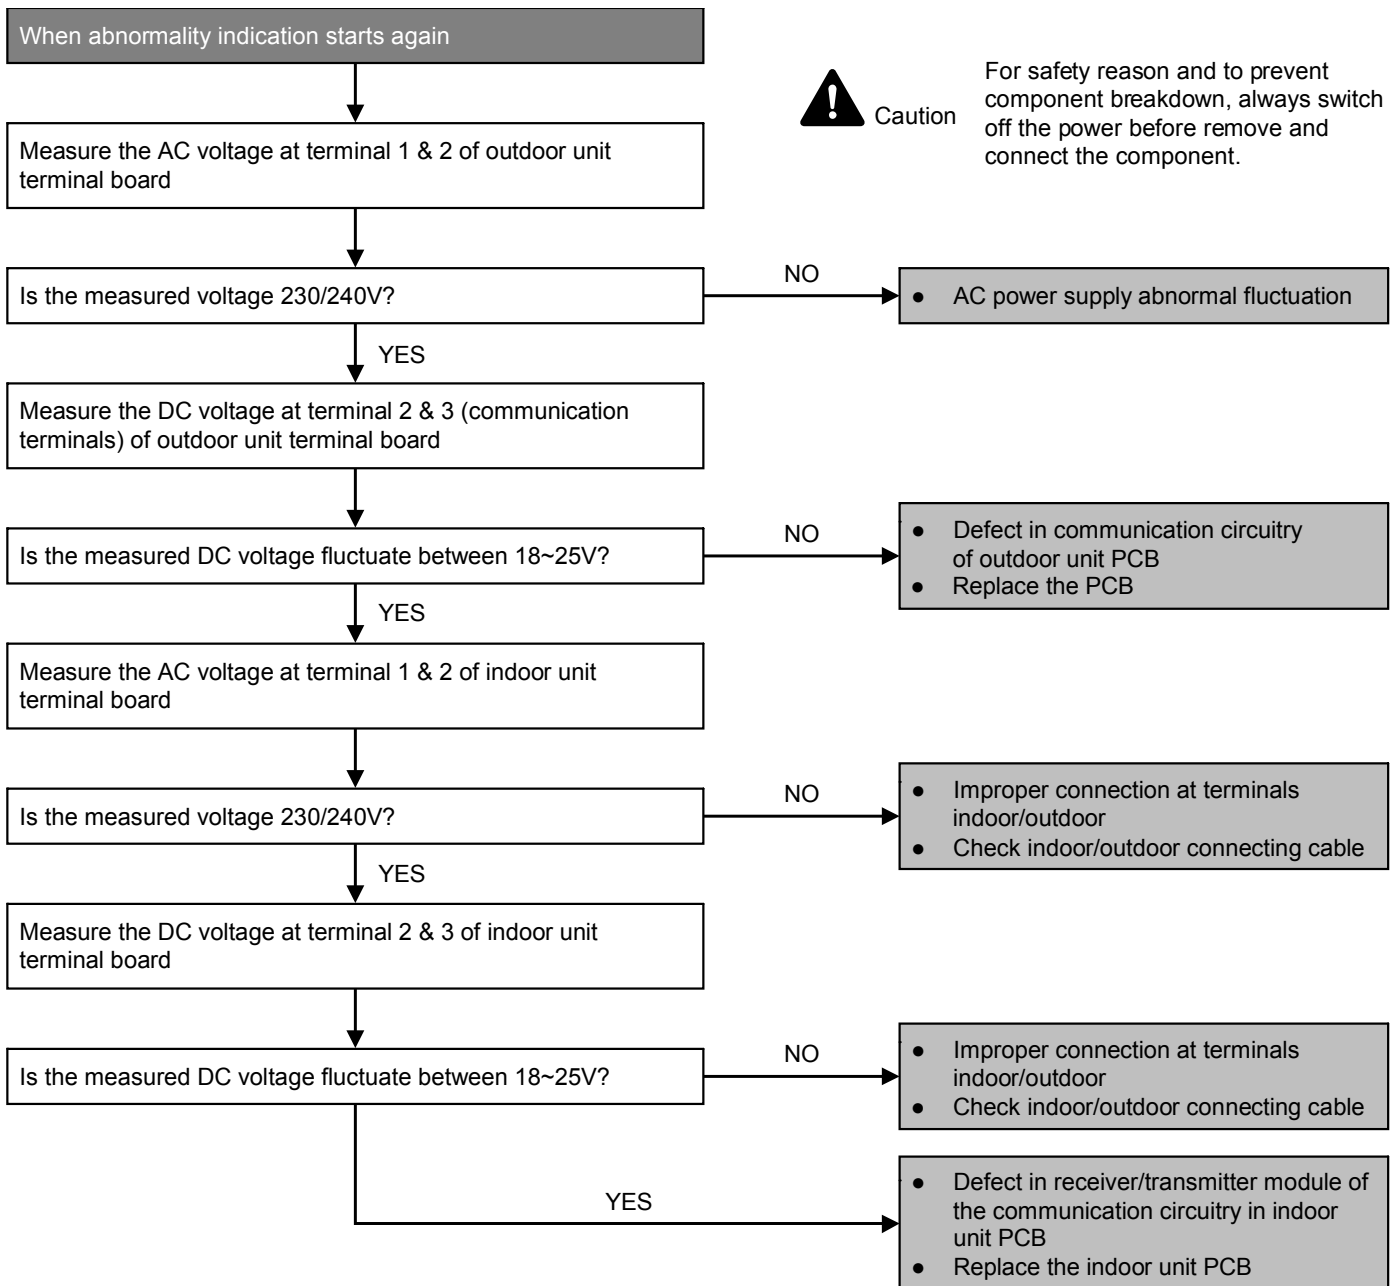 When abnormality indication starts again
Caution
For safety reason and to prevent
component breakdown, always switch
off the power before remove and
connect the component.
Measure the AC voltage at terminal 1 & 2 of outdoor unit
terminal board
Is the measured voltage 230/240V?
NO
● AC power supply abnormal fluctuation
YES
Measure the DC voltage at terminal 2 & 3 (communication
terminals) of outdoor unit terminal board
Is the measured DC voltage fluctuate between 18~25V?
NO
● Defect in communication circuitry
of outdoor unit PCB
● Replace the PCB
YES
Measure the AC voltage at terminal 1 & 2 of indoor unit
terminal board
Is the measured voltage 230/240V?
NO
● Improper connection at terminals
indoor/outdoor
● Check indoor/outdoor connecting cable
YES
Measure the DC voltage at terminal 2 & 3 of indoor unit
terminal board
Is the measured DC voltage fluctuate between 18~25V?
NO
● Improper connection at terminals
indoor/outdoor
● Check indoor/outdoor connecting cable
YES
● Defect in receiver/transmitter module of
the communication circuitry in indoor
unit PCB
● Replace the indoor unit PCB